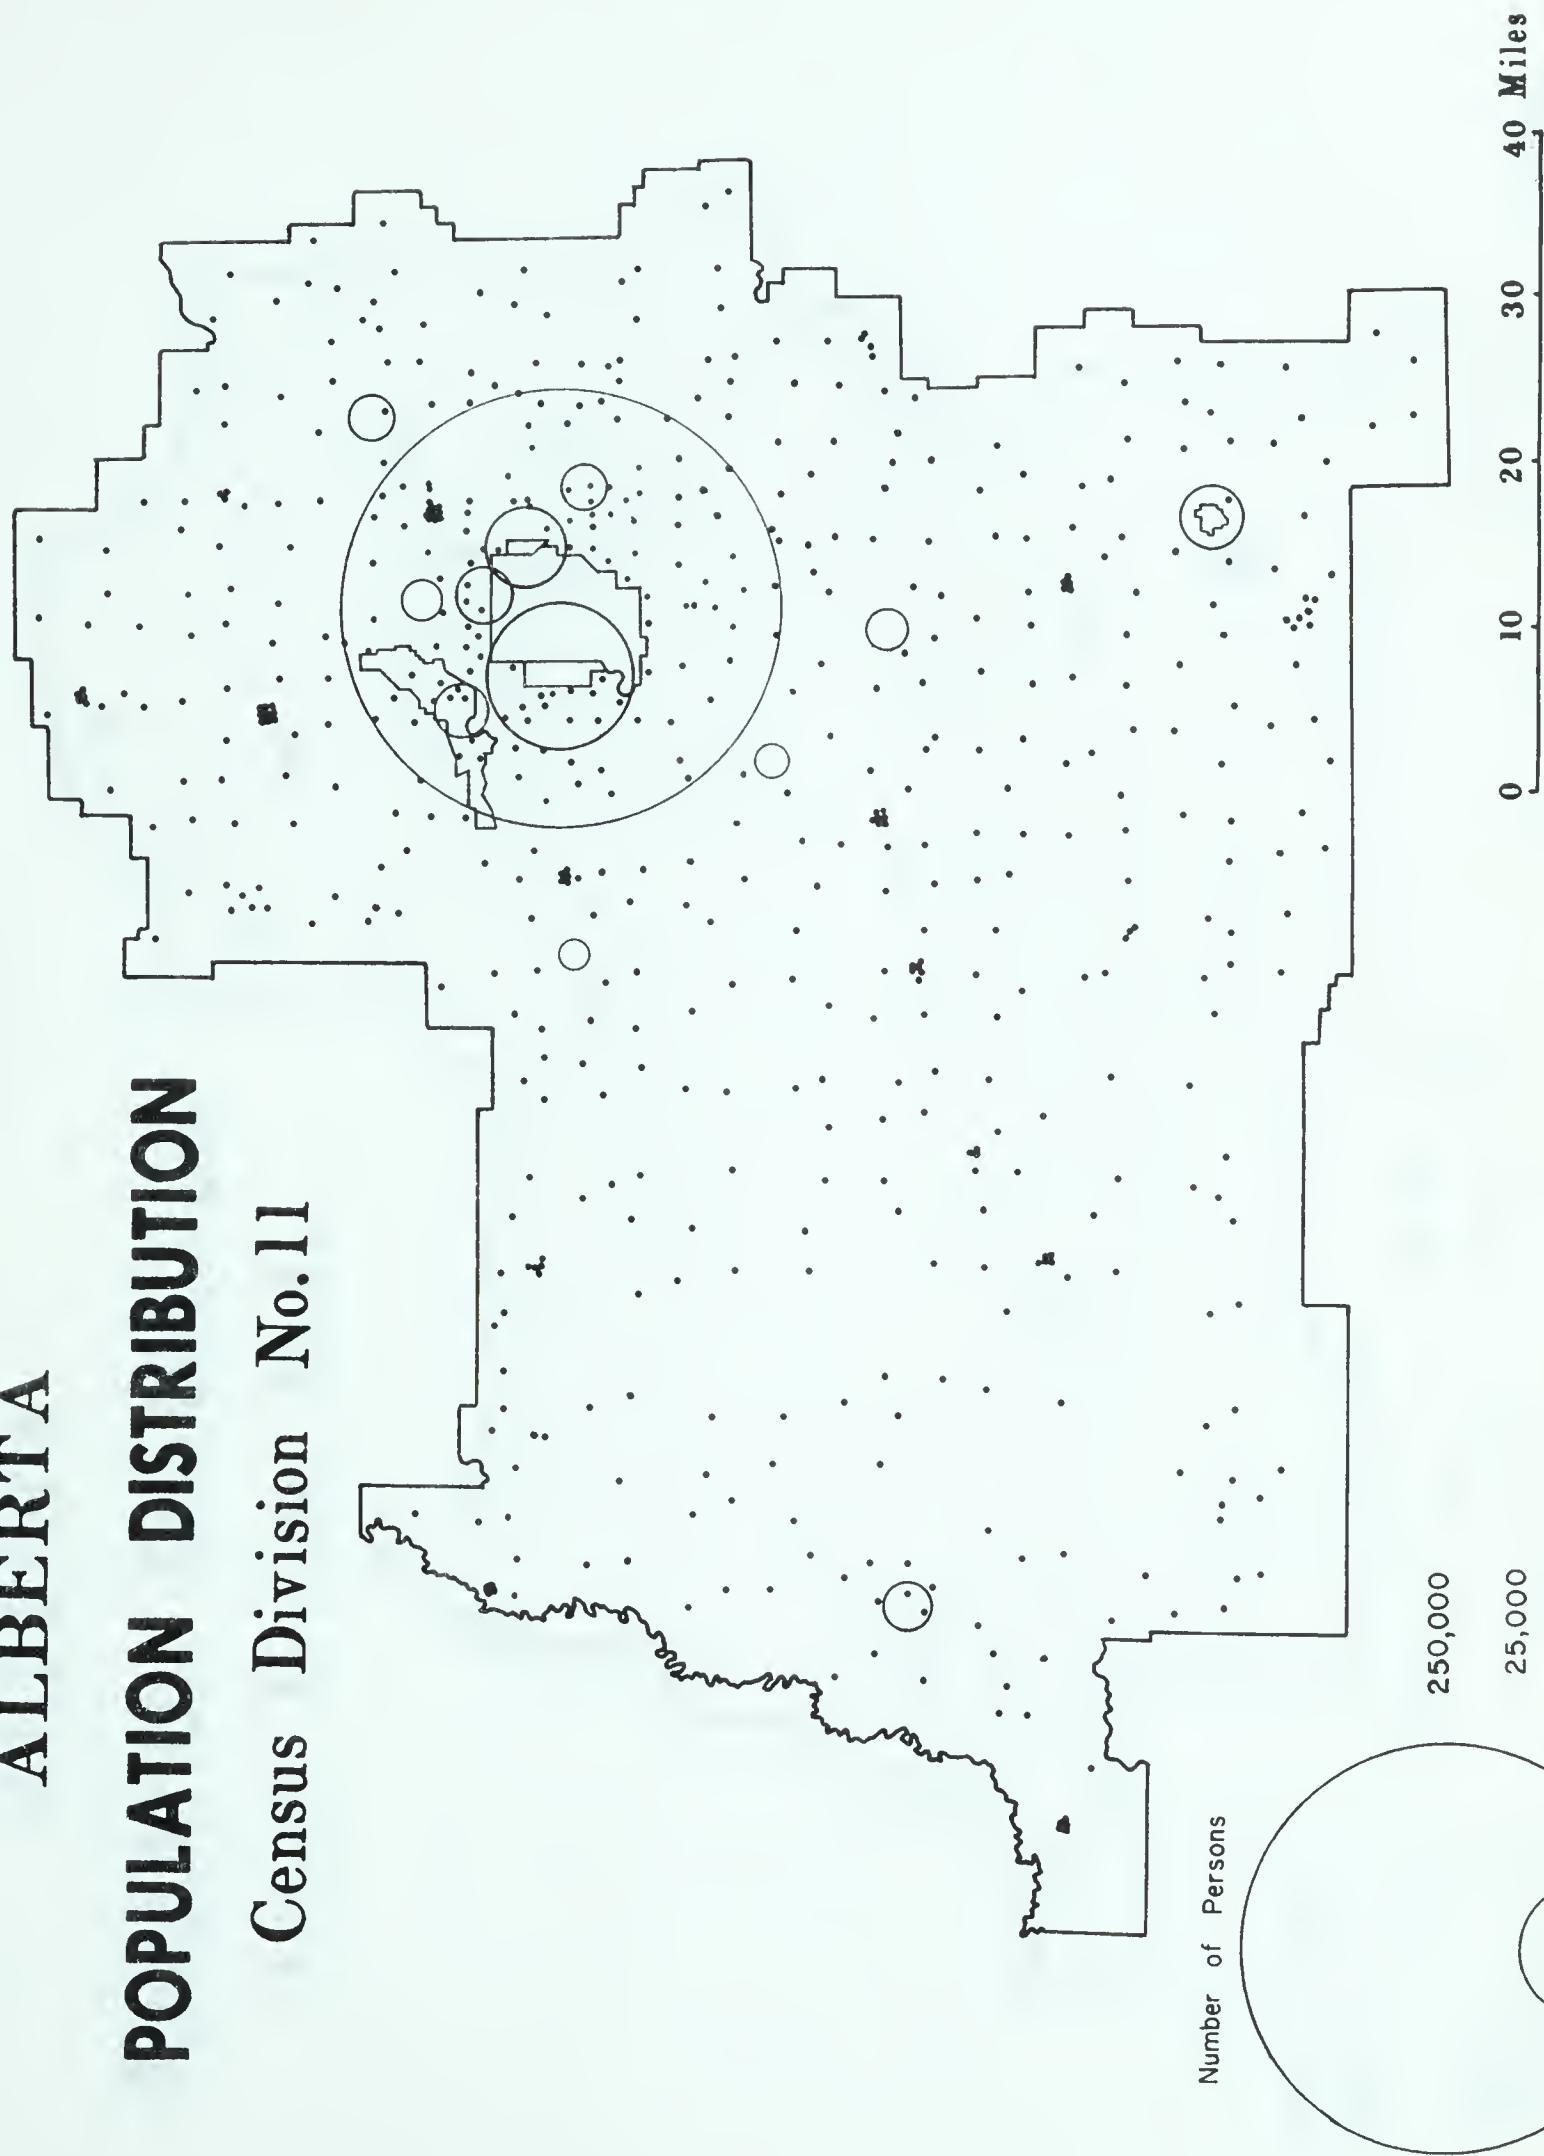 ALBERTA
POPULATION DISTRIBUTION
Census Division No. 11
Number of Persons
250,000
25,000
0 10 20 30 40 Miles